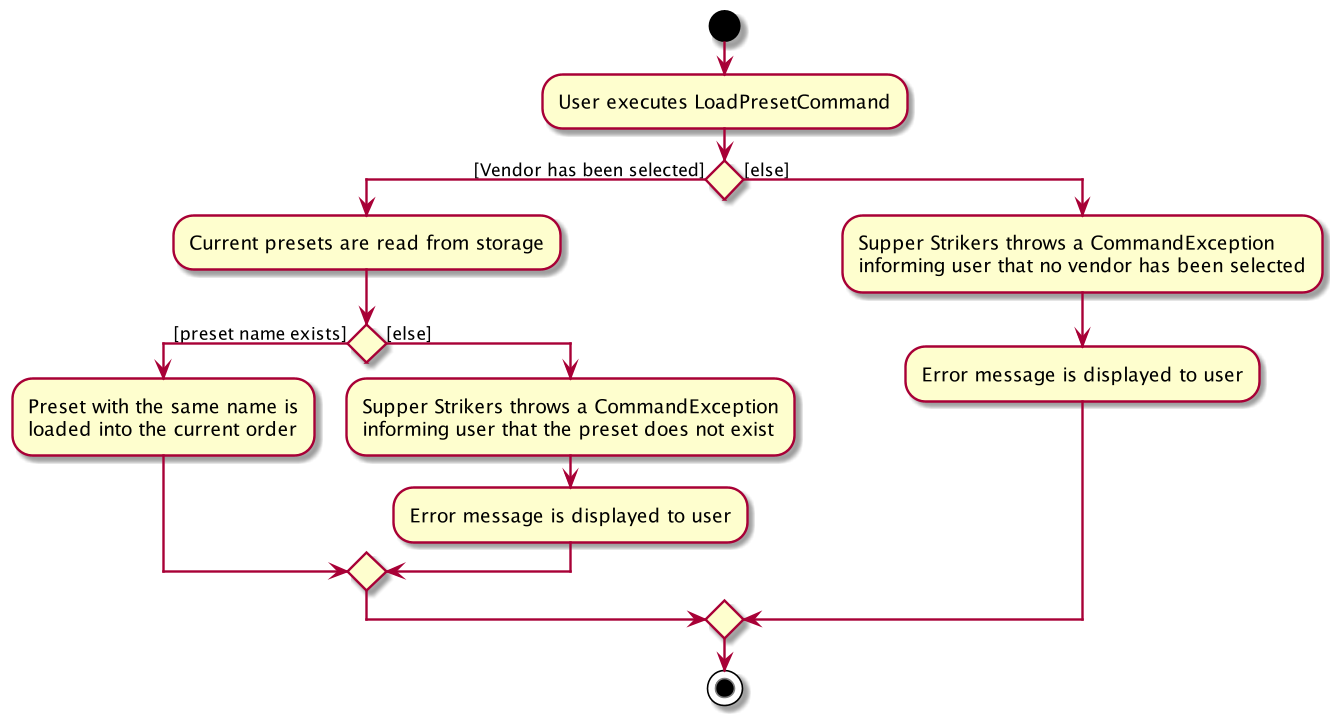 User executes LoadPresetCommand
[Vendor has been selected]
[else]
Current presets are read from storage
Supper Strikers throws a CommandException
informing user that no vendor has been selected
[preset name exists]
[else]
Error message is displayed to user
Preset with the same name is
loaded into the current order
Supper Strikers throws a CommandException
informing user that the preset does not exist
Error message is displayed to user